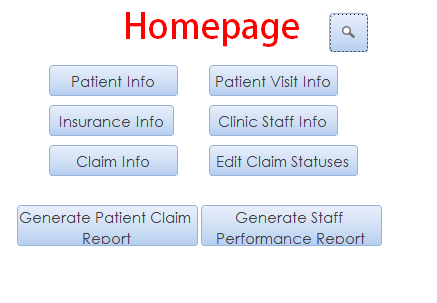 Homepage
Patient Info
Patient Visit Info
Insurance Info
Clinic Staff Info
Claim Info
Edit Claim Statuses
Generate Patient Claim
Report
Generate Staff
Performance Report